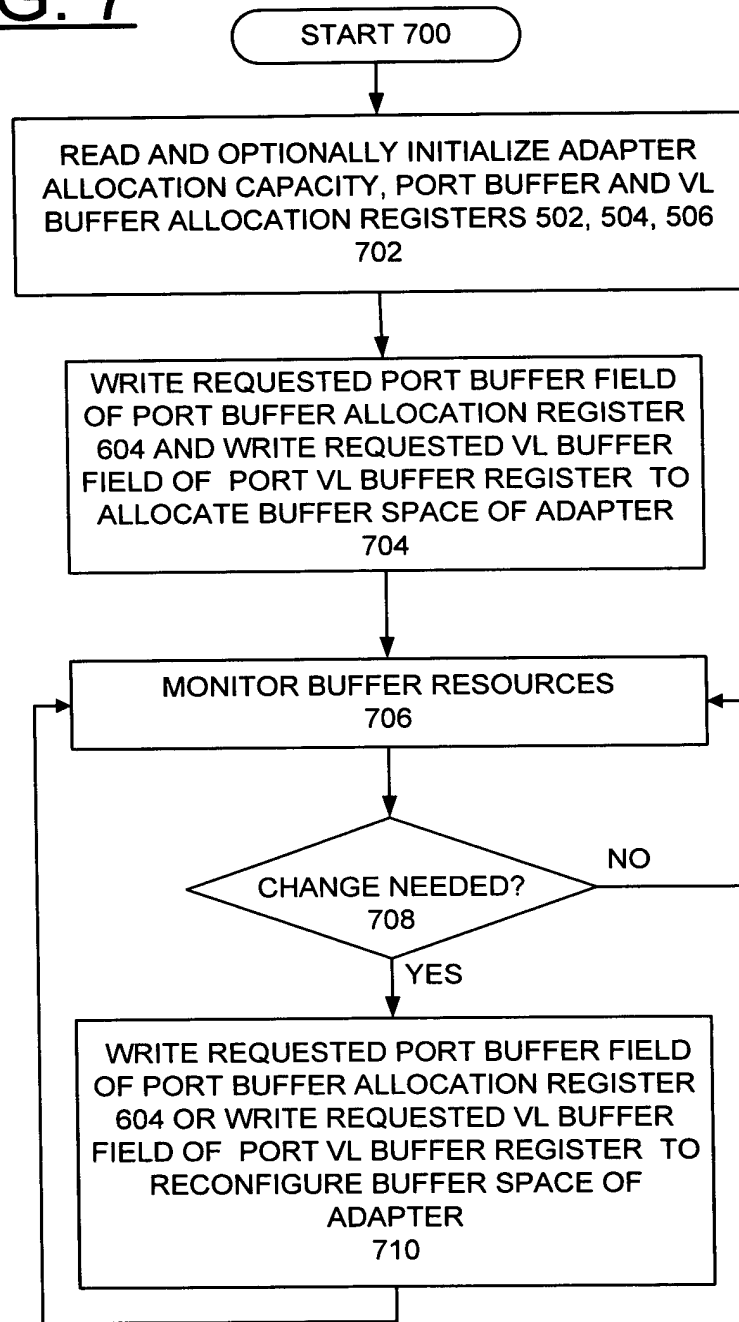 G. 7
START 700
READ AND OPTIONALLY INITIALIZE ADAPTER
ALLOCATION CAPACITY, PORT BUFFER AND VL
BUFFER ALLOCATION REGISTERS 502, 504, 506
702
WRITE REQUESTED PORT BUFFER FIELD
OF PORT BUFFER ALLOCATION REGISTER
604 AND WRITE REQUESTED VL BUFFER
FIELD OF PORT VL BUFFER REGISTER TO
ALLOCATE BUFFER SPACE OF ADAPTER
704
MONITOR BUFFER RESOURCES
706
NO
CHANGE NEEDED?
708
YES
WRITE REQUESTED PORT BUFFER FIELD
OF PORT BUFFER ALLOCATION REGISTER
604 OR WRITE REQUESTED VL BUFFER
FIELD OF PORT VL BUFFER REGISTER TO
RECONFIGURE BUFFER SPACE OF
ADAPTER
710